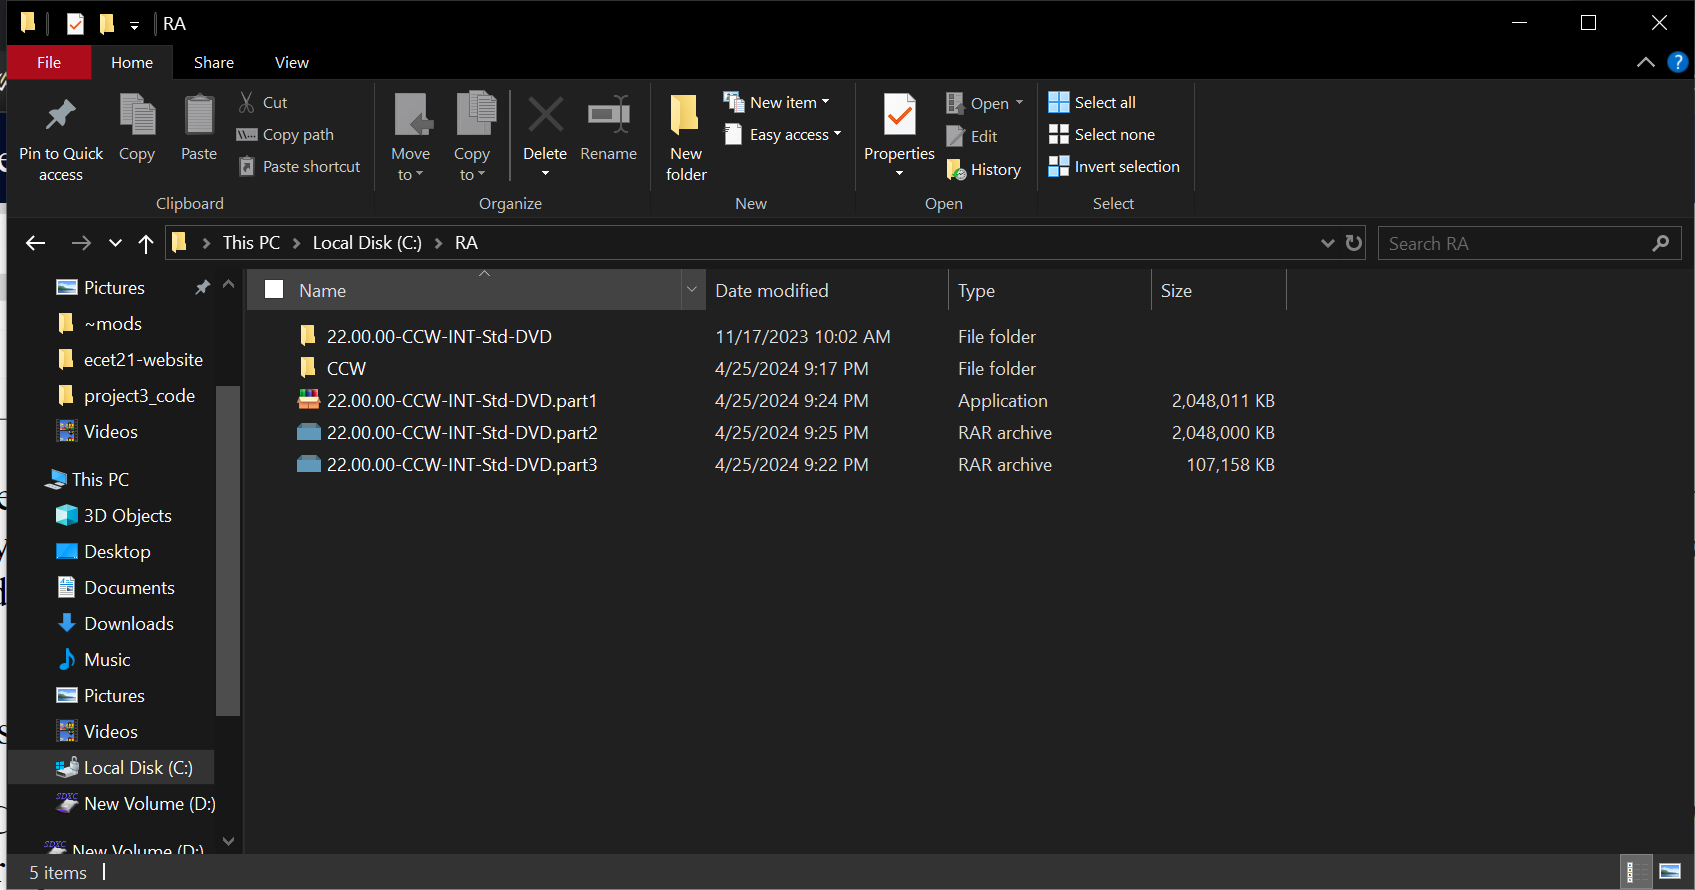 RA
File Home Share View
Pin to Quick access
Copy
Paste
Cut
Copy path
Paste shortcut
Clipboard
Move to
Copy to
Delete
Rename
Organize
New folder
New item
Easy access
New
Properties
Open
Edit
History
Open
Select all
Select none
Invert selection
Select
This PC > Local Disk (C:) > RA
Search RA
Pictures
~mods
ecet21-website
project3_code
Videos
This PC
3D Objects
Desktop
Documents
Downloads
Music
Pictures
Videos
Local Disk (C:)
New Volume (D:)
New Volume (D:)
Name Date modified Type Size
22.00.00-CCW-INT-Std-DVD 11/17/2023 10:02 AM File folder
CCW 4/25/2024 9:17 PM File folder
22.00.00-CCW-INT-Std-DVD.part1 4/25/2024 9:24 PM Application 2,048,011 KB
22.00.00-CCW-INT-Std-DVD.part2 4/25/2024 9:25 PM RAR archive 2,048,000 KB
22.00.00-CCW-INT-Std-DVD.part3 4/25/2024 9:22 PM RAR archive 107,158 KB
5 items